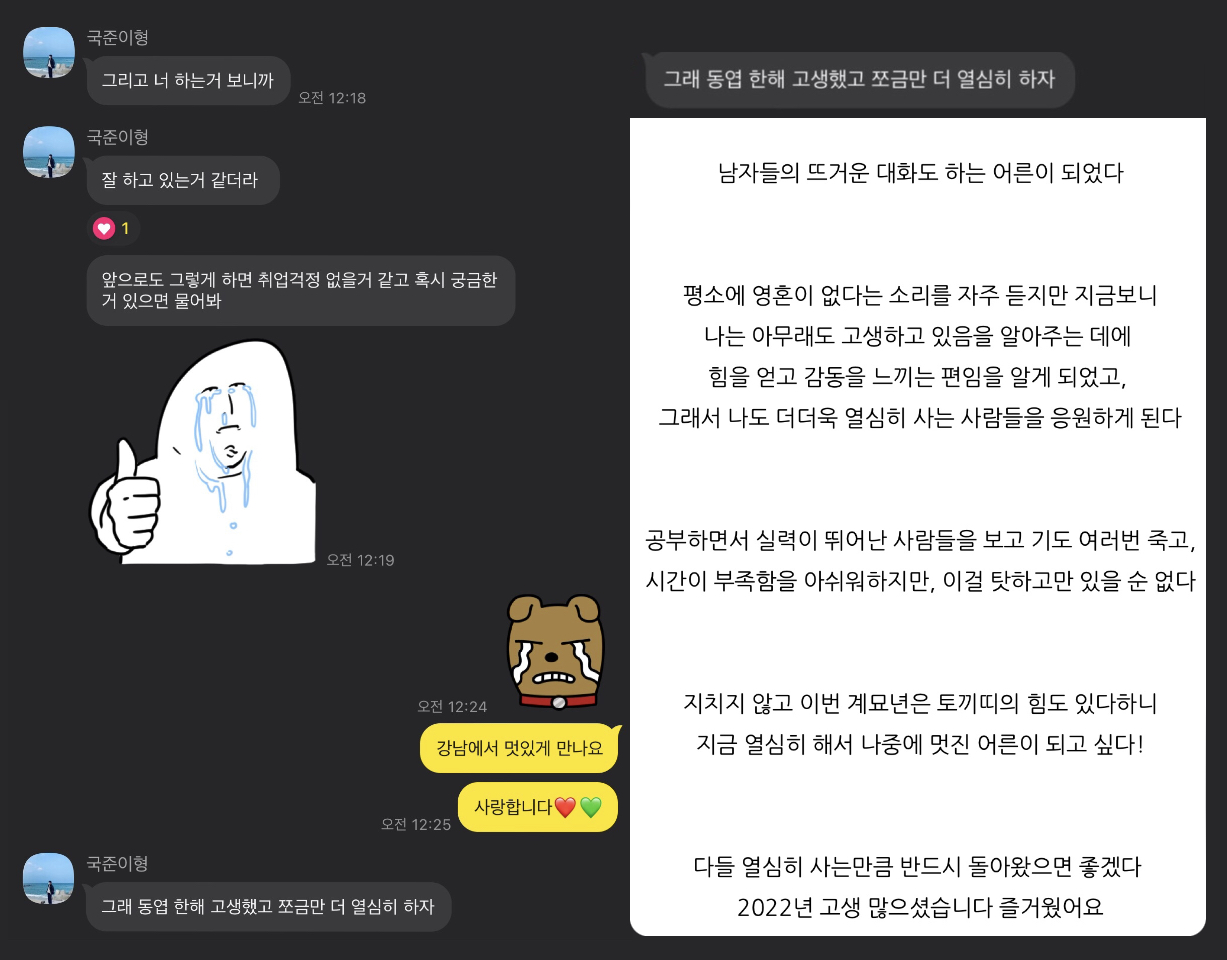 국준이형
그리고 너 하는거 보니까
오전 12:18
국준이형
잘 하고 있는거 같더라
1
앞으로도 그렇게 하면 취업걱정 없을거 같고 혹시 궁금한
거 있으면 물어봐
오전 12:19
오전 12:24
강남에서 멋있게 만나요
사랑합니다❤️💚
오전 12:25
국준이형
그래 동엽 한해 고생했고 쪼금만 더 열심히 하자
그래 동엽 한해 고생했고 쪼금만 더 열심히 하자
남자들의 뜨거운 대화도 하는 어른이 되었다
평소에 영혼이 없다는 소리를 자주 듣지만 지금보니
나는 아무래도 고생하고 있음을 알아주는 데에
힘을 얻고 감동을 느끼는 편임을 알게 되었고,
그래서 나도 더더욱 열심히 사는 사람들을 응원하게 된다
공부하면서 실력이 뛰어난 사람들을 보고 기도 여러번 죽고,
시간이 부족함을 아쉬워하지만, 이걸 탓하고만 있을 순 없다
지치지 않고 이번 계묘년은 토끼띠의 힘도 있다하니
지금 열심히 해서 나중에 멋진 어른이 되고 싶다!
다들 열심히 사는만큼 반드시 돌아왔으면 좋겠다
2022년 고생 많으셨습니다 즐거웠어요